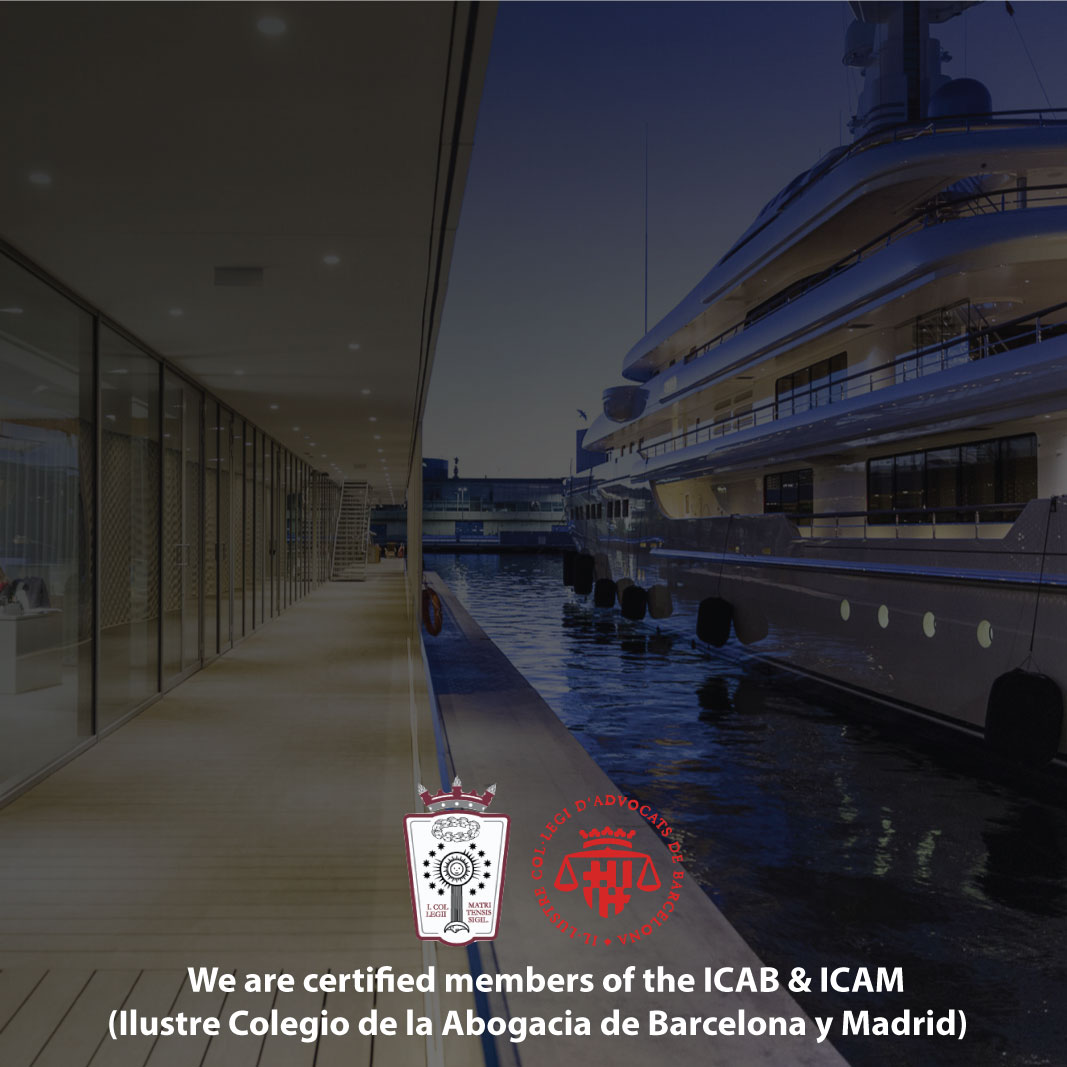 I. COL
LEGII
MATRI
TENSIS
SIGIL.
IL·LUSTRE COL·LEGI D'ADVOCATS DE BARCELONA
We are certified members of the ICAB & ICAM
(Ilustre Colegio de la Abogacia de Barcelona y Madrid)